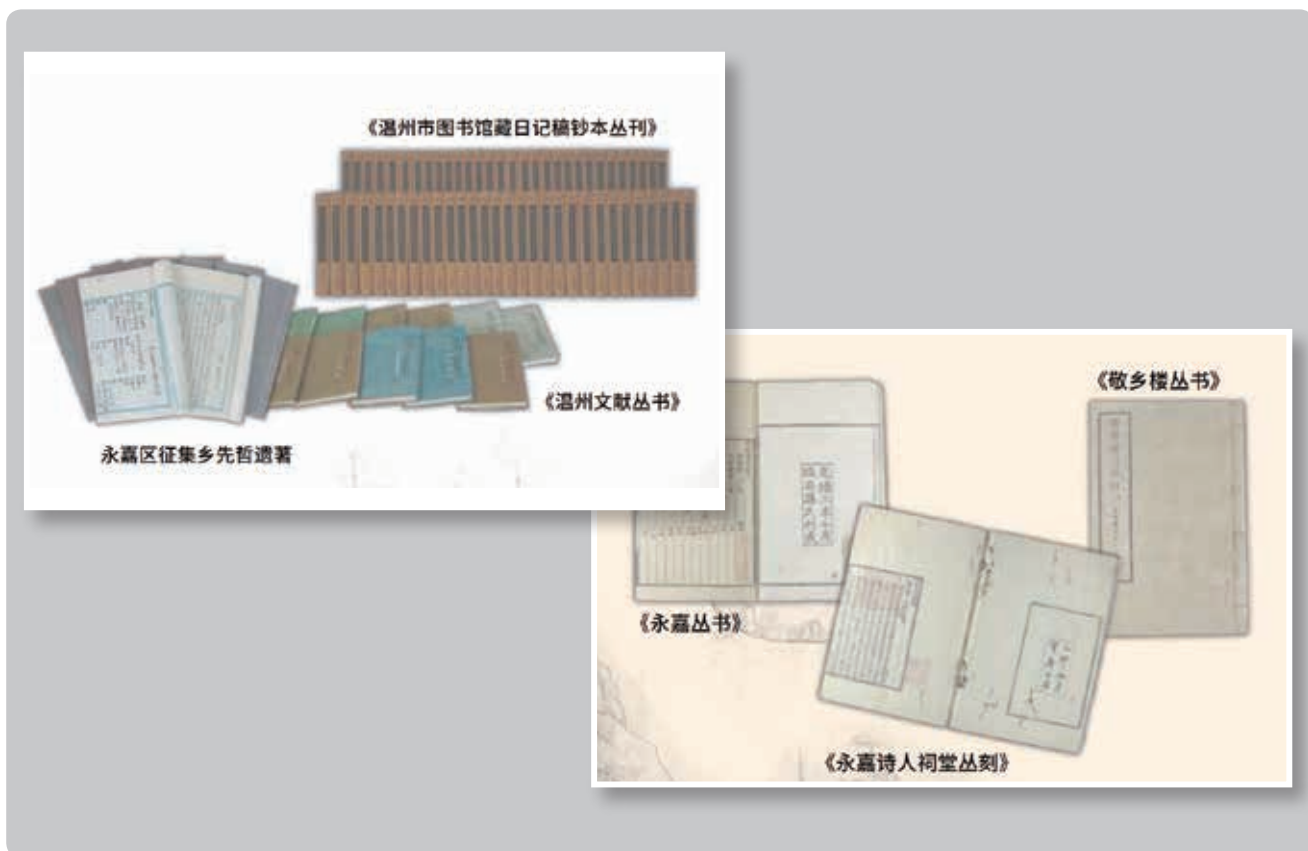 《温州市图书馆藏日记稿钞本丛刊》
《温州文献丛书》
永嘉区征集乡先哲遗著
《敬乡楼丛书》
《永嘉丛书》
《永嘉诗人祠堂丛刻》